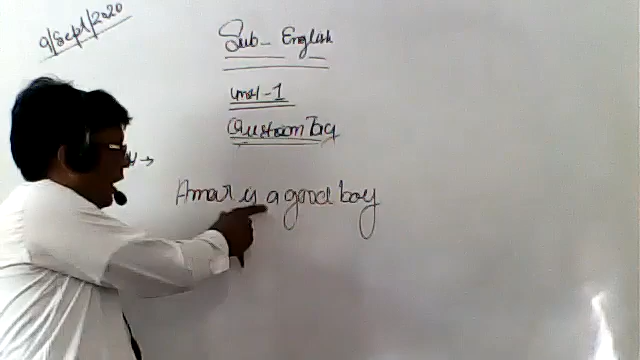 9/Sept/2020
Sub- English
Unit-1
Question Tag
Amar is a good boy